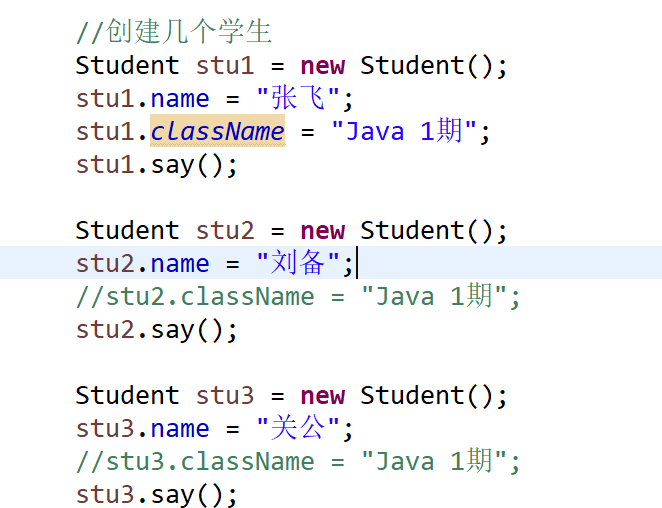 //创建几个学生
Student stu1 = new Student();
stu1.name = "张飞";
stu1.className = "Java 1期";
stu1.say();
Student stu2 = new Student();
stu2.name = "刘备";
//stu2.className = "Java 1期";
stu2.say();
Student stu3 = new Student();
stu3.name = "关公";
//stu3.className = "Java 1期";
stu3.say();